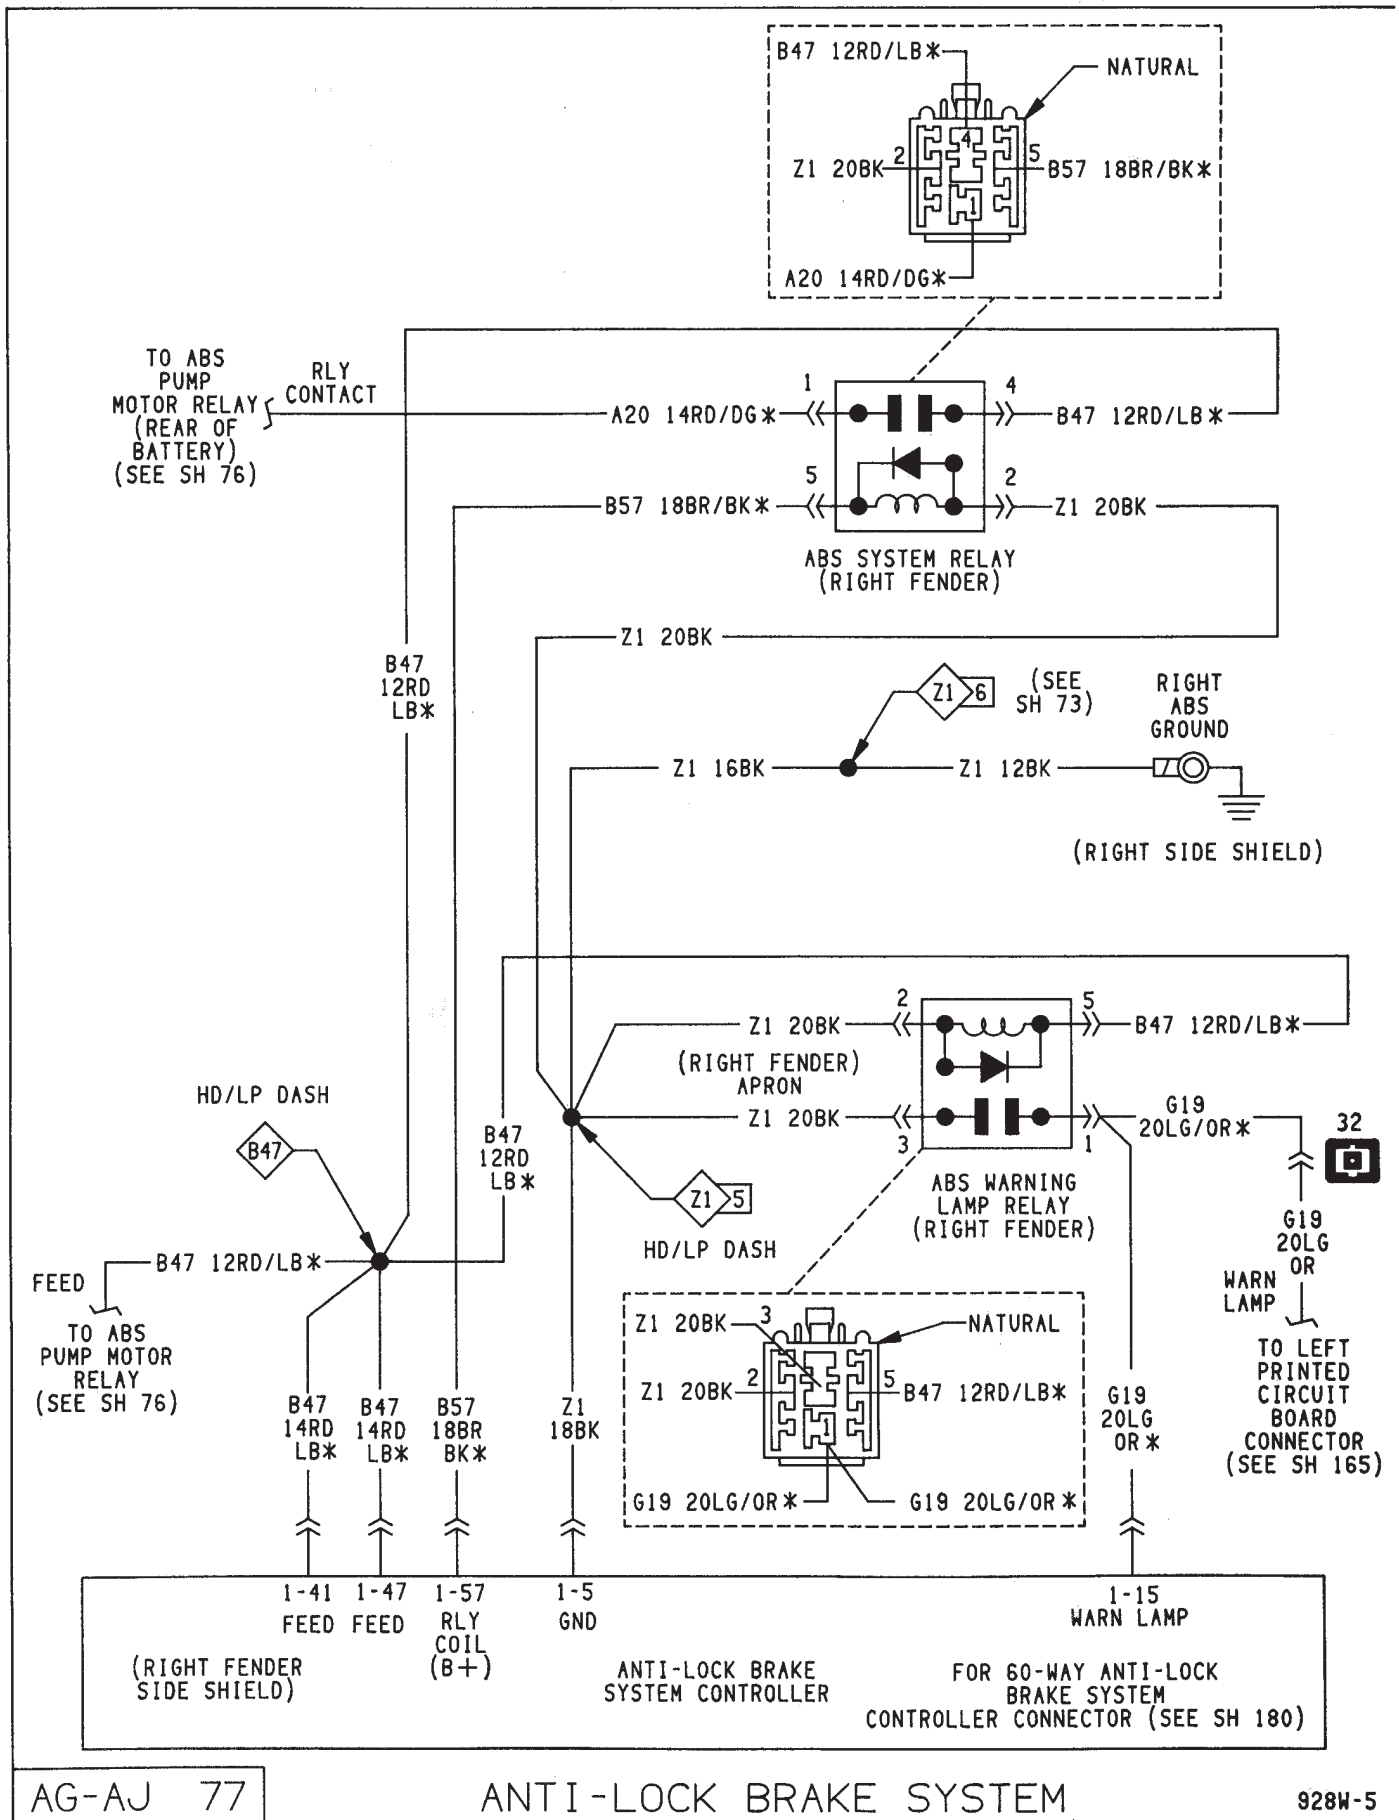 B47 12RD/LB*
NATURAL
4
2
5
Z1 20BK
B57 18BR/BK*
1
A20 14RD/DG*
TO ABS
PUMP
MOTOR RELAY
(REAR OF
BATTERY)
(SEE SH 76)
RLY
CONTACT
1
4
A20 14RD/DG*
B47 12RD/LB*
5
2
B57 18BR/BK*
Z1 20BK
ABS SYSTEM RELAY
(RIGHT FENDER)
Z1 20BK
B47
12RD
LB*
Z1 6
(SEE
SH 73)
RIGHT
ABS
GROUND
Z1 16BK
Z1 12BK
(RIGHT SIDE SHIELD)
2
5
Z1 20BK
B47 12RD/LB*
(RIGHT FENDER)
APRON
Z1 20BK
3
1
G19
20LG/OR*
32
HD/LP DASH
B47
B47
12RD
LB*
Z1 5
HD/LP DASH
ABS WARNING
LAMP RELAY
(RIGHT FENDER)
G19
20LG
OR
WARN
LAMP
B47 12RD/LB*
FEED
TO ABS
PUMP MOTOR
RELAY
(SEE SH 76)
Z1 20BK
3
NATURAL
2
5
Z1 20BK
B47 12RD/LB*
1
G19 20LG/OR*
G19 20LG/OR*
TO LEFT
PRINTED
CIRCUIT
BOARD
CONNECTOR
(SEE SH 165)
B47
14RD
LB*
B47
14RD
LB*
B57
18BR
BK*
Z1
18BK
G19
20LG
OR*
1-41
FEED
1-47
FEED
1-57
RLY
COIL
(B+)
1-5
GND
1-15
WARN LAMP
(RIGHT FENDER
SIDE SHIELD)
ANTI-LOCK BRAKE
SYSTEM CONTROLLER
FOR 60-WAY ANTI-LOCK
BRAKE SYSTEM
CONTROLLER CONNECTOR (SEE SH 180)
AG-AJ 77
ANTI-LOCK BRAKE SYSTEM
928W-5